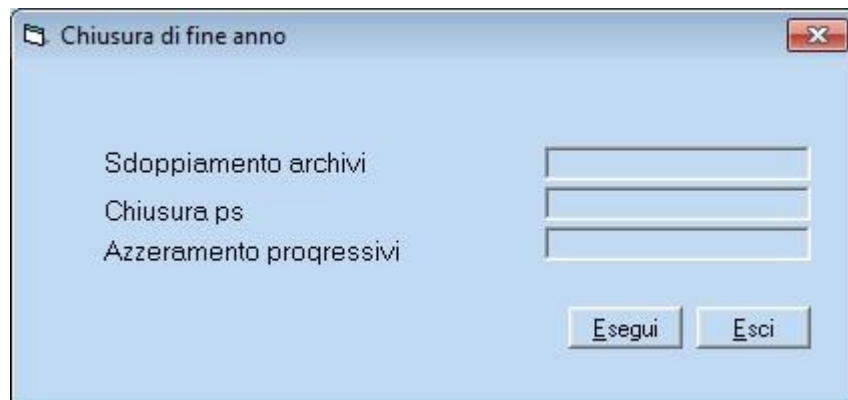 Chiusura di fine anno
Sdoppiamento archivi
Chiusura ps
Azzeramento progressivi
Esegui Esci